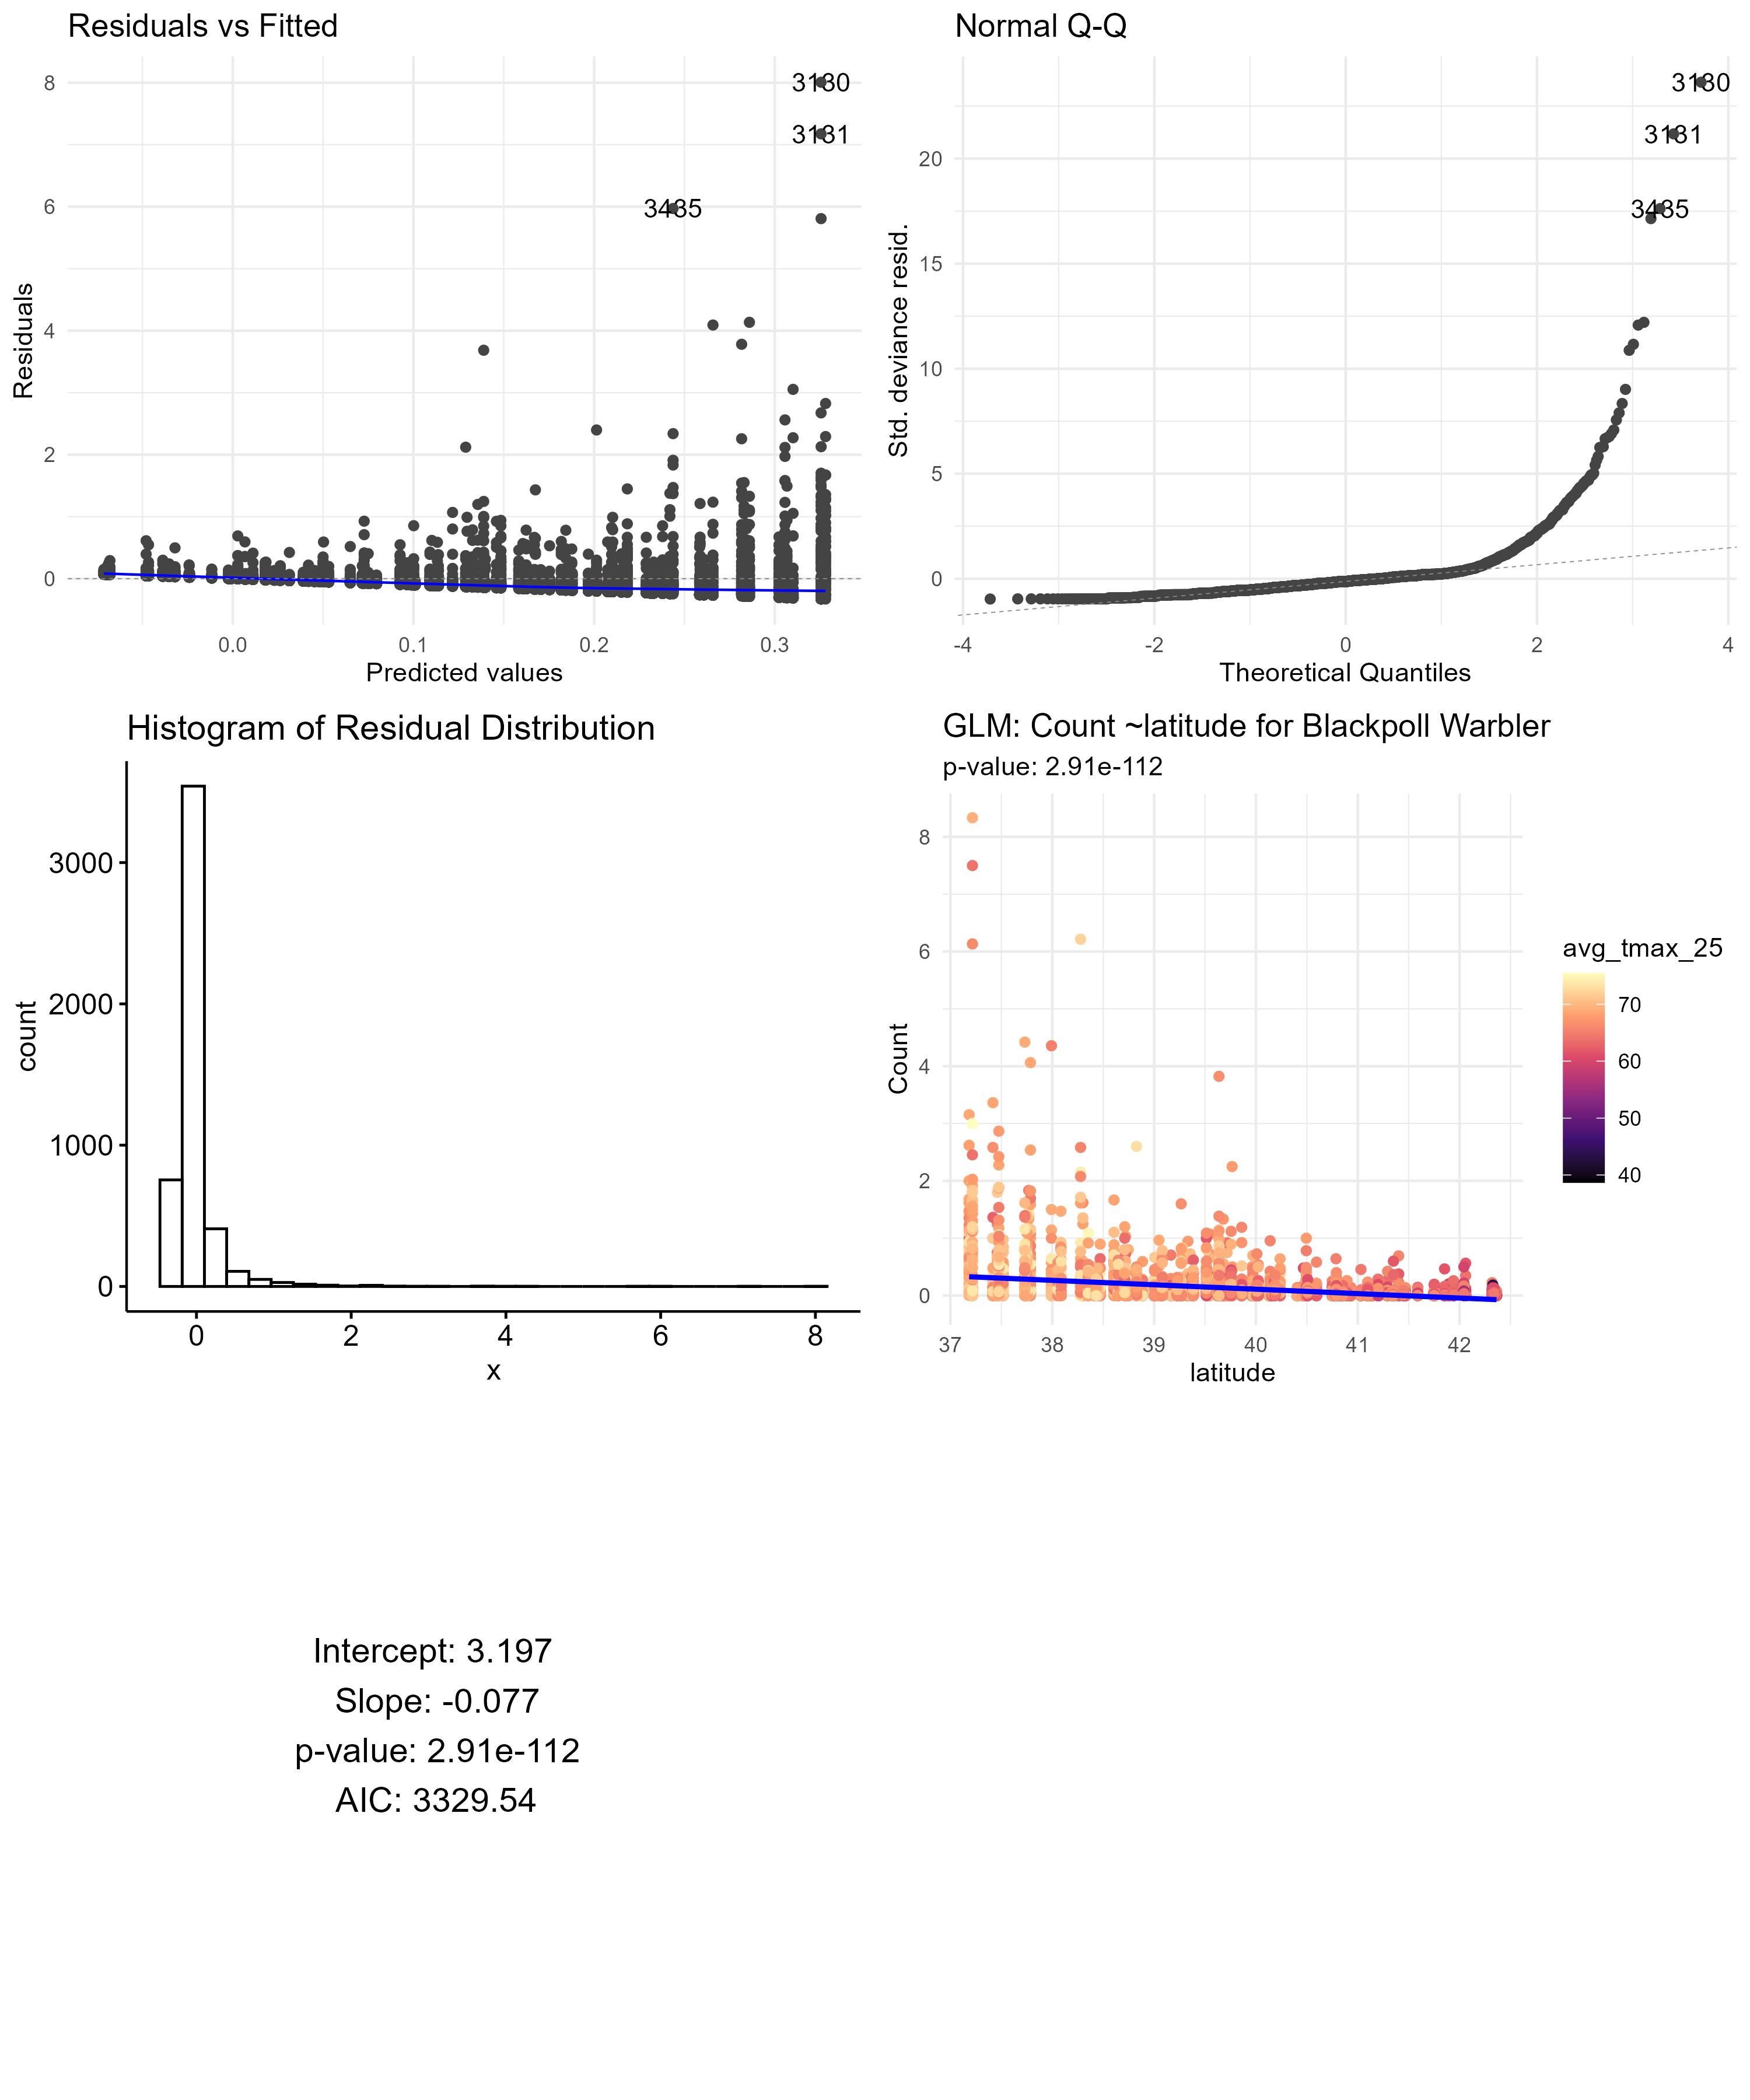 Residuals vs Fitted
8
6
4
2
0
Residuals
3180
3181
3485
0.0 0.1 0.2 0.3
Predicted values
Normal Q-Q
20
15
10
5
0
Std. deviance resid.
3180
3181
3485
-4 -2 0 2 4
Theoretical Quantiles
Histogram of Residual Distribution
3000
2000
1000
0
count
0 2 4 6 8
x
GLM: Count ~latitude for Blackpoll Warbler
p-value: 2.91e-112
8
6
4
2
0
Count
37 38 39 40 41 42
latitude
avg_tmax_25
70
60
50
40
Intercept: 3.197
Slope: -0.077
p-value: 2.91e-112
AIC: 3329.54